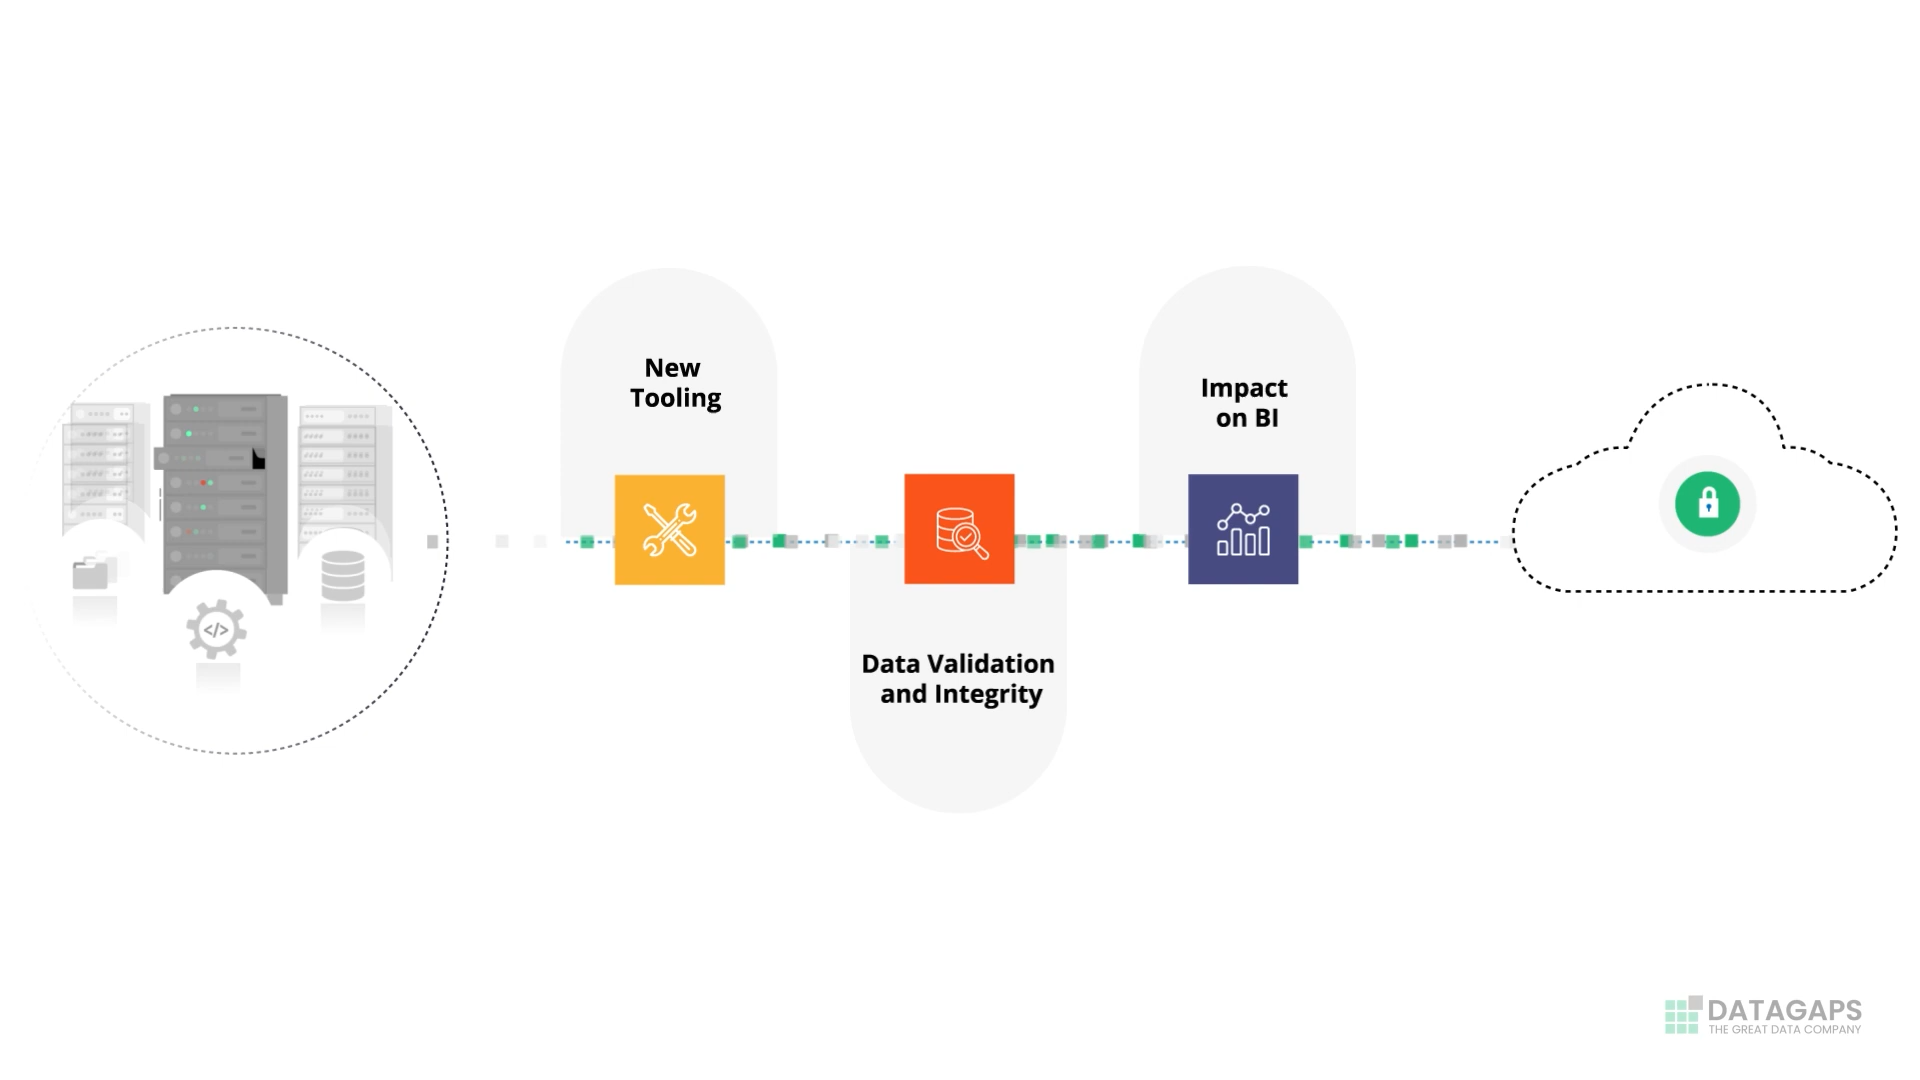 New
Tooling
Data Validation
and Integrity
Impact
on BI
</>
DATAGAPS
THE GREAT DATA COMPANY